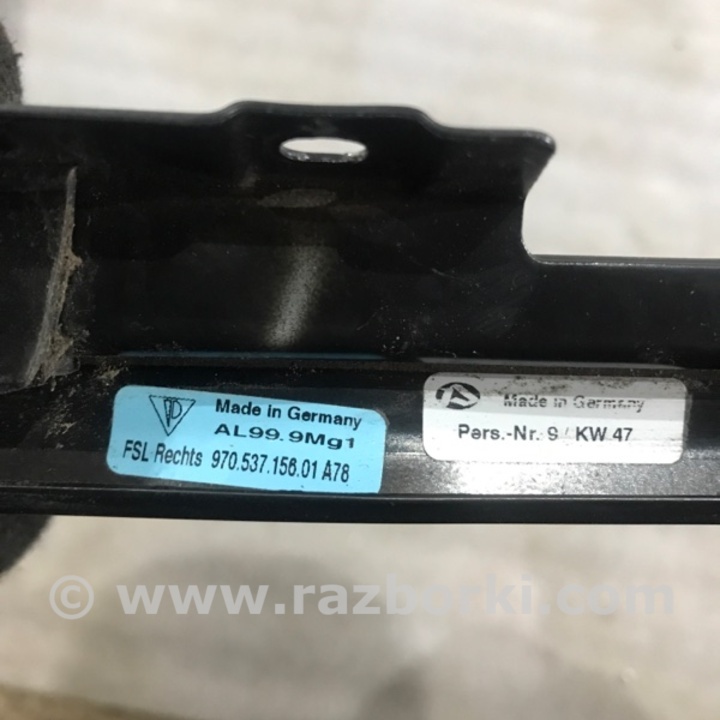 Made in Germany
AL99.9Mg1
FSL Rechts 970.537.156.01 A78
Made in Germany
Pers.-Nr. 9 / KW 47
© www.razborki.com